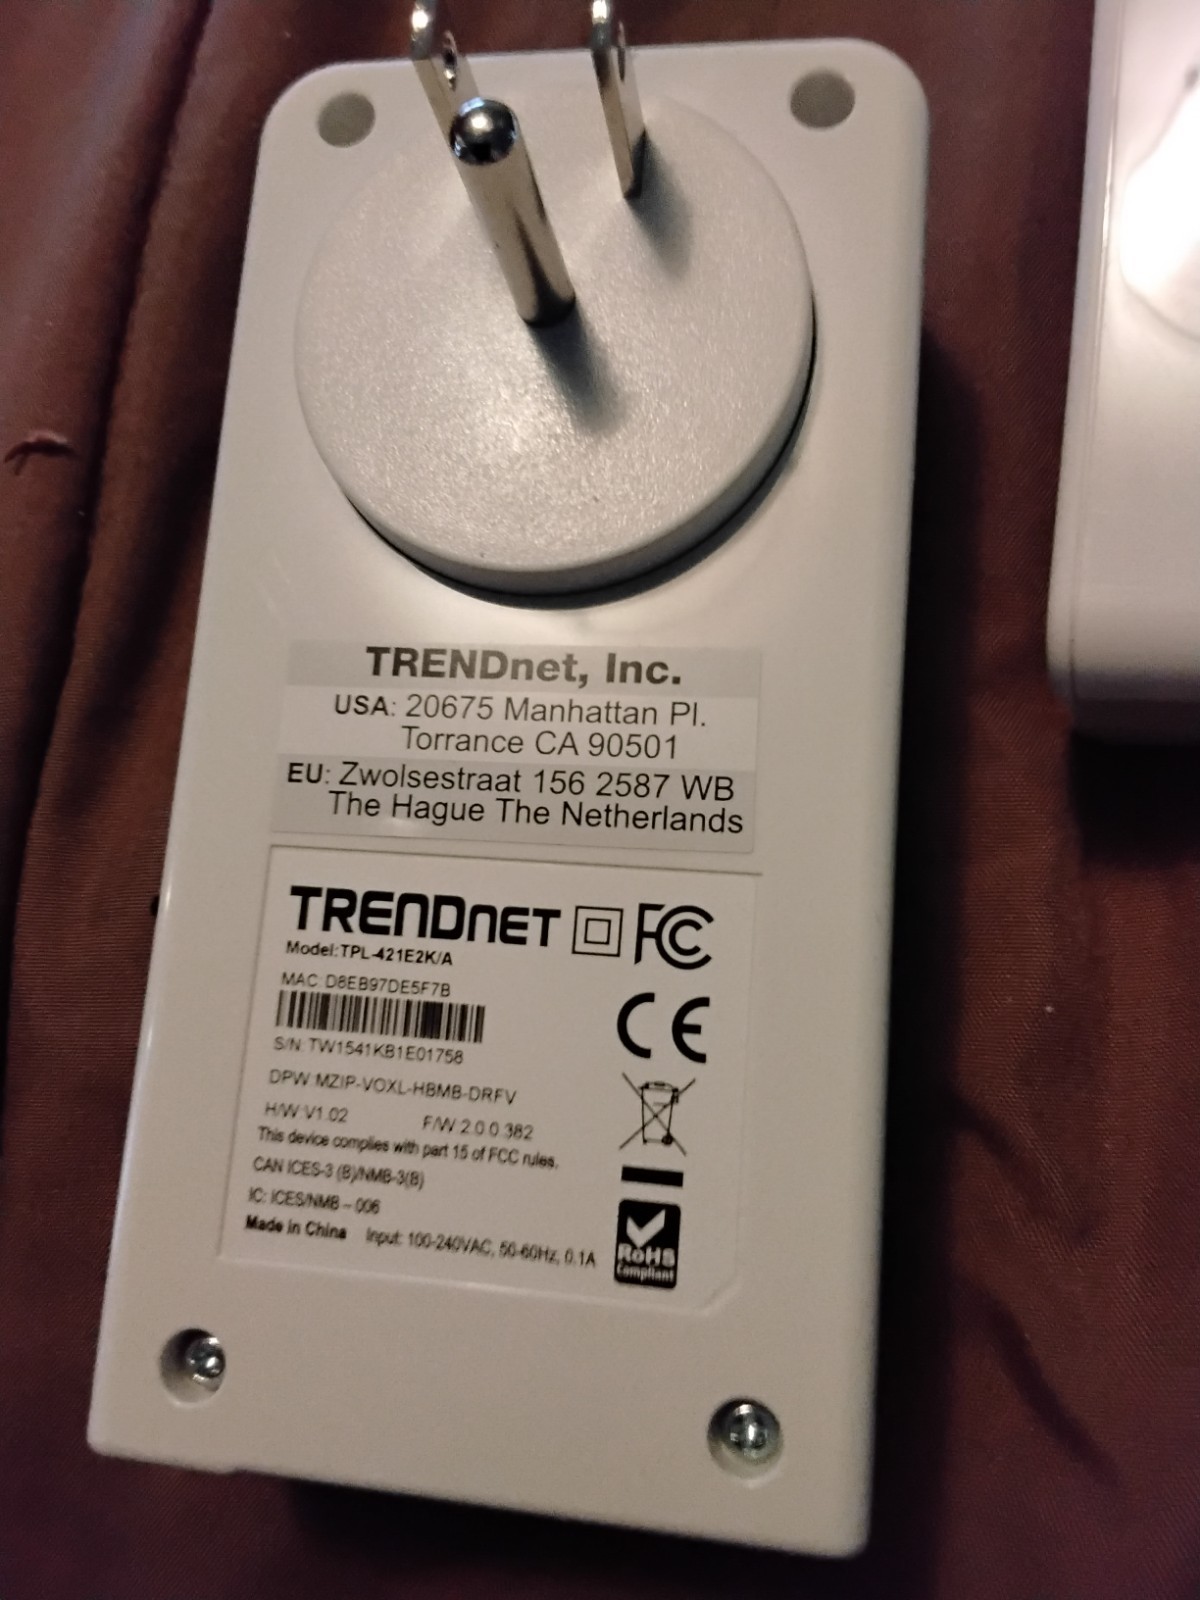 TRENDnet, Inc.
USA: 20675 Manhattan Pl.
Torrance CA 90501
EU: Zwolsestraat 156 2587 WB
The Hague The Netherlands
TRENDnet FC
Model:TPL-421E2K/A
MAC D8EB97DE5F7B
CE
S/N: TW1541KB1E01758
DPW:MZIP-VOXL-HBMB-DRFV
H/W:V1.02 F/W:2.0.0.382
This device complies with part 15 of FCC rules.
CAN ICES-3 (B)/NMB-3(B)
IC: ICES/NMB – 006
Made in China Input: 100-240VAC, 50-60Hz, 0.1A
RoHS
Compliant